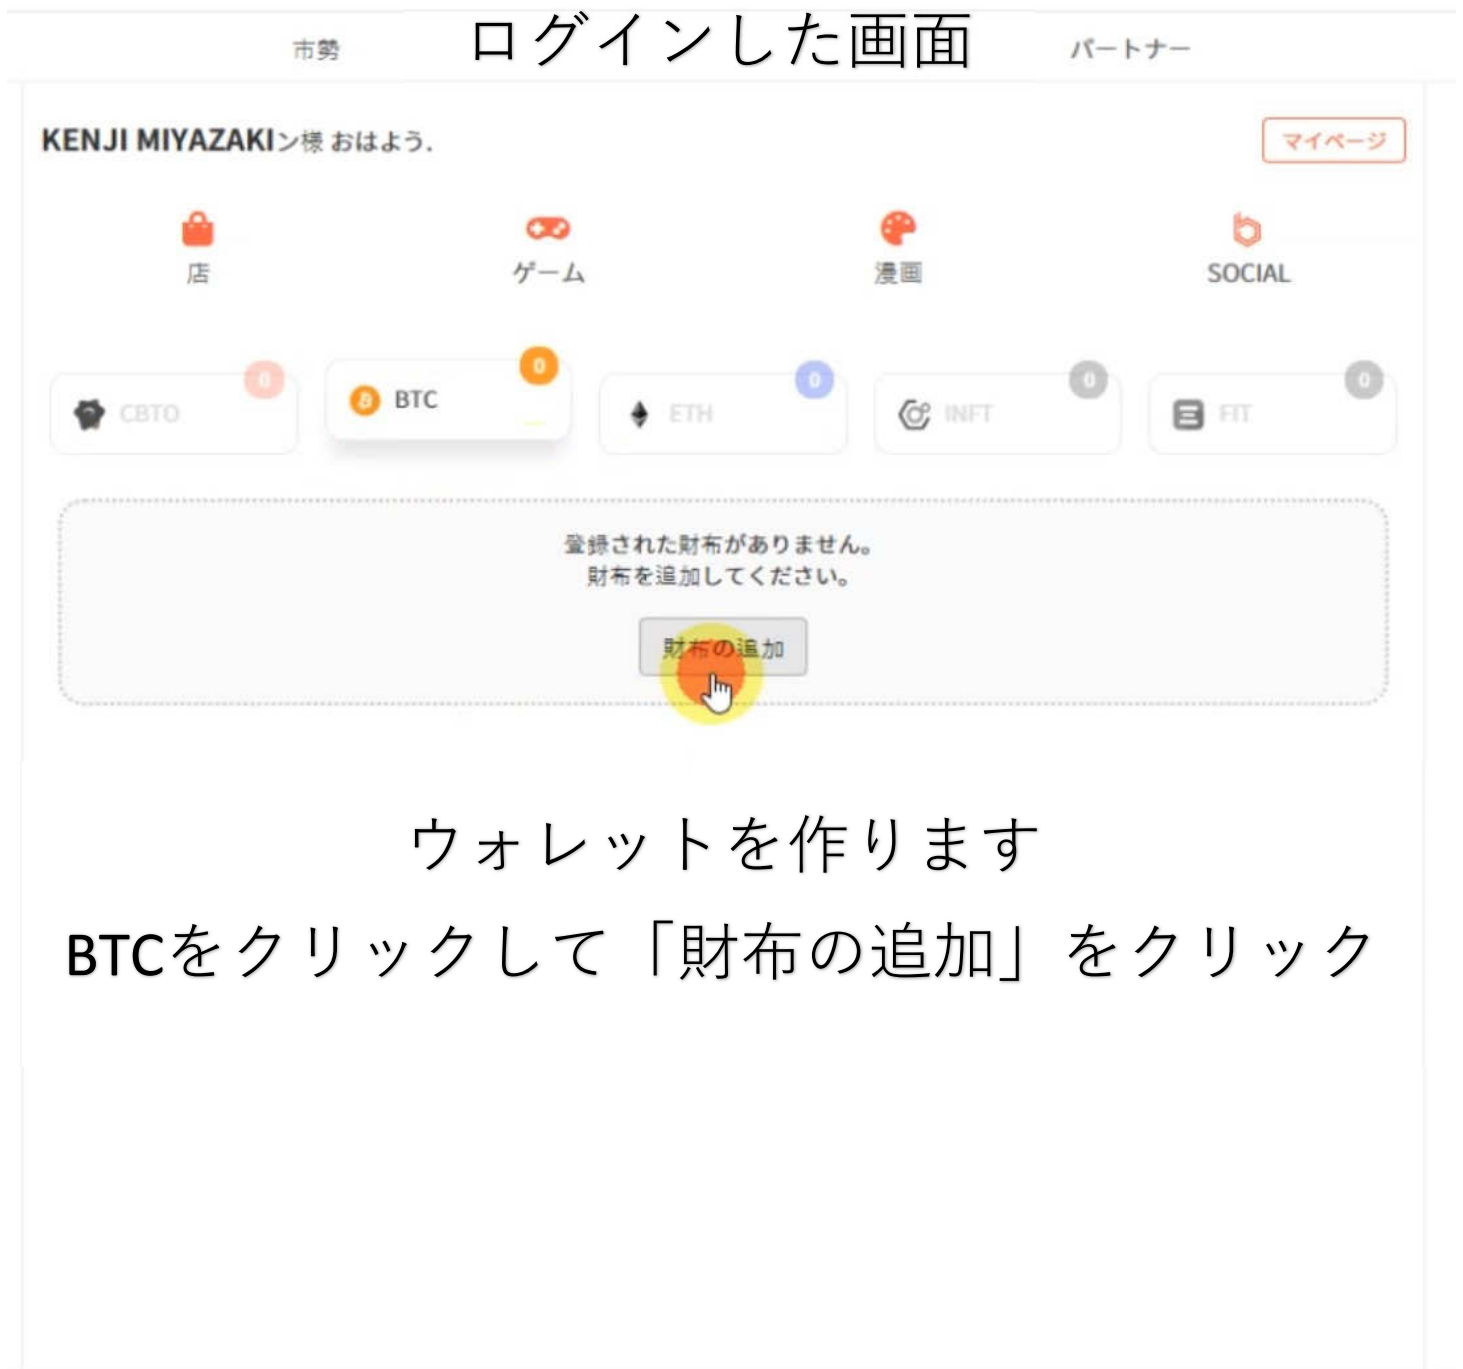 ログインした画面
市勢
パートナー
KENJI MIYAZAKIン様 おはよう.
マイページ
店
ゲーム
漫画
SOCIAL
0
0
0
0
0
CBTO
BTC
ETH
INFT
FIT
登録された財布がありません。
財布を追加してください。
財布の追加
ウォレットを作ります
BTCをクリックして「財布の追加」をクリック